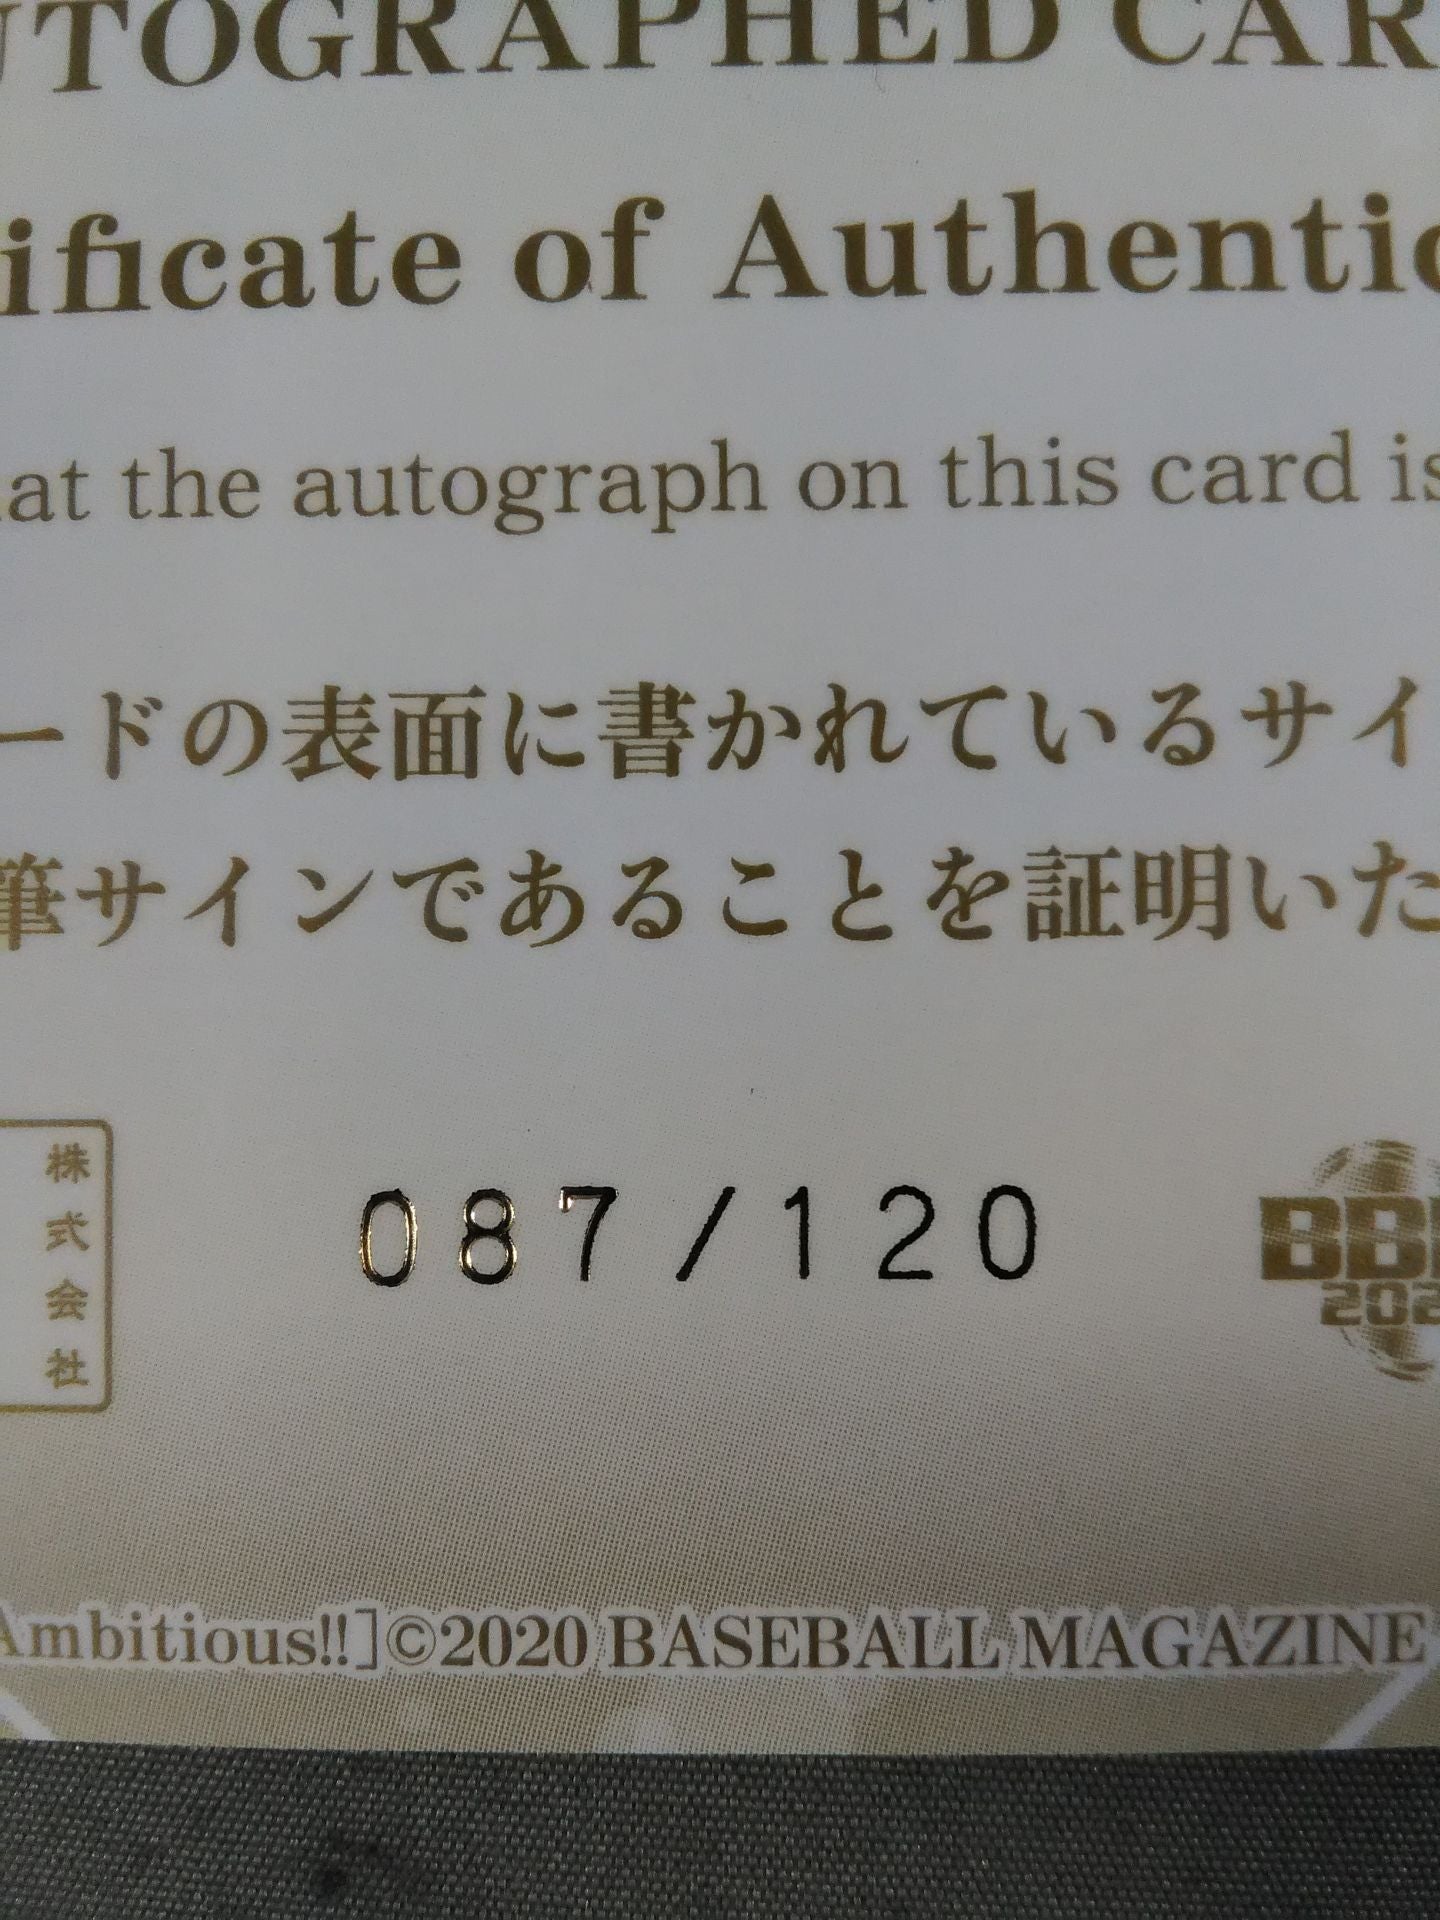 UTOGRAPHED CAR
ificate of Authentic
at the autograph on this card is
ードの表面に書かれているサイ
筆サインであることを証明いた
株式会社
087/120
BB
202
Ambitious!!]©2020 BASEBALL MAGAZINE